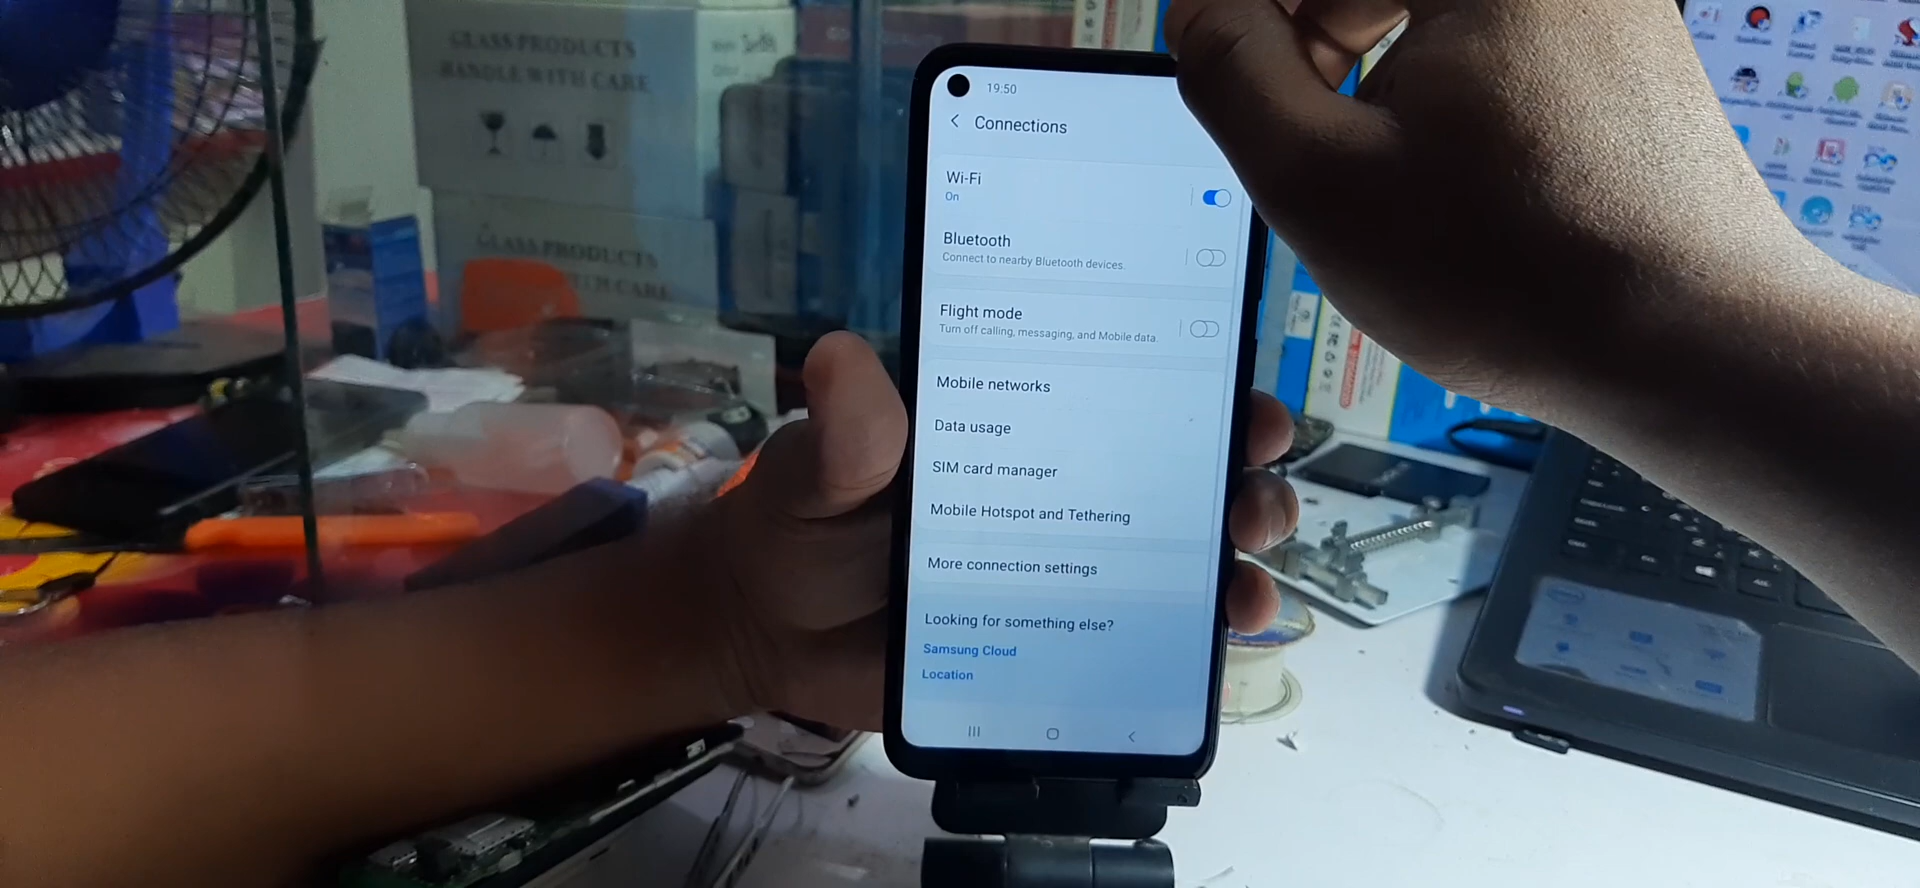 GLASS PRODUCTS
HANDLE WITH CARE
GLASS PRODUCTS
WITH CARE
19:50
Connections
Wi-Fi
On
Bluetooth
Connect to nearby Bluetooth devices.
Flight mode
Turn off calling, messaging, and Mobile data.
Mobile networks
Data usage
SIM card manager
Mobile Hotspot and Tethering
More connection settings
Looking for something else?
Samsung Cloud
Location